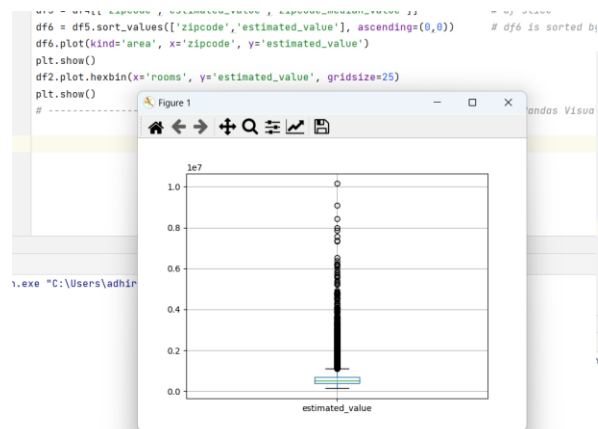 df6 = df5.sort_values(['zipcode','estimated_value'], ascending=(0,0)) # df6 is sorted by
df6.plot(kind='area', x='zipcode', y='estimated_value')
plt.show()
df2.plot.hexbin(x='rooms', y='estimated_value', gridsize=25)
plt.show()
# ---------------- Pandas Visua
Figure 1
1e7
1.0
0.8
0.6
0.4
0.2
0.0
estimated_value
n.exe "C:\Users\adhir